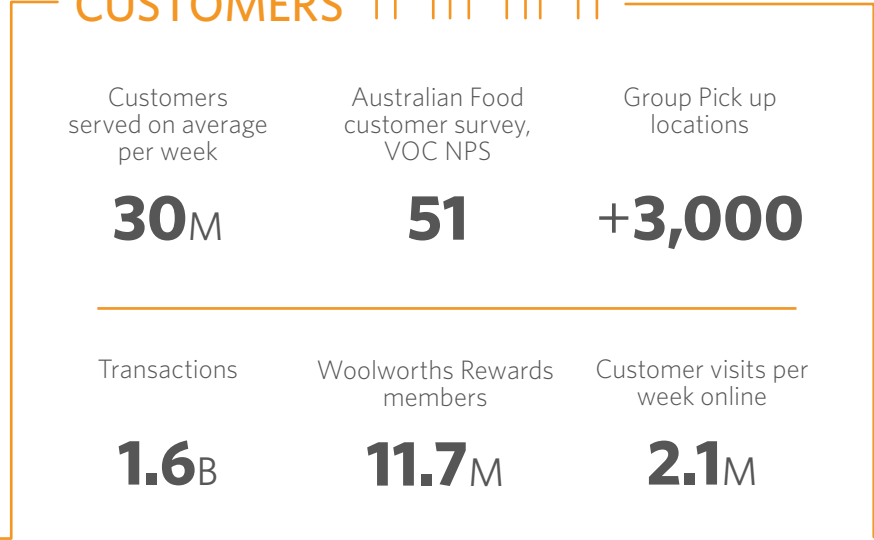 CUSTOMERS
Customers
served on average
per week
30M
Australian Food
customer survey,
VOC NPS
51
Group Pick up
locations
+3,000
Transactions
1.6B
Woolworths Rewards
members
11.7M
Customer visits per
week online
2.1M